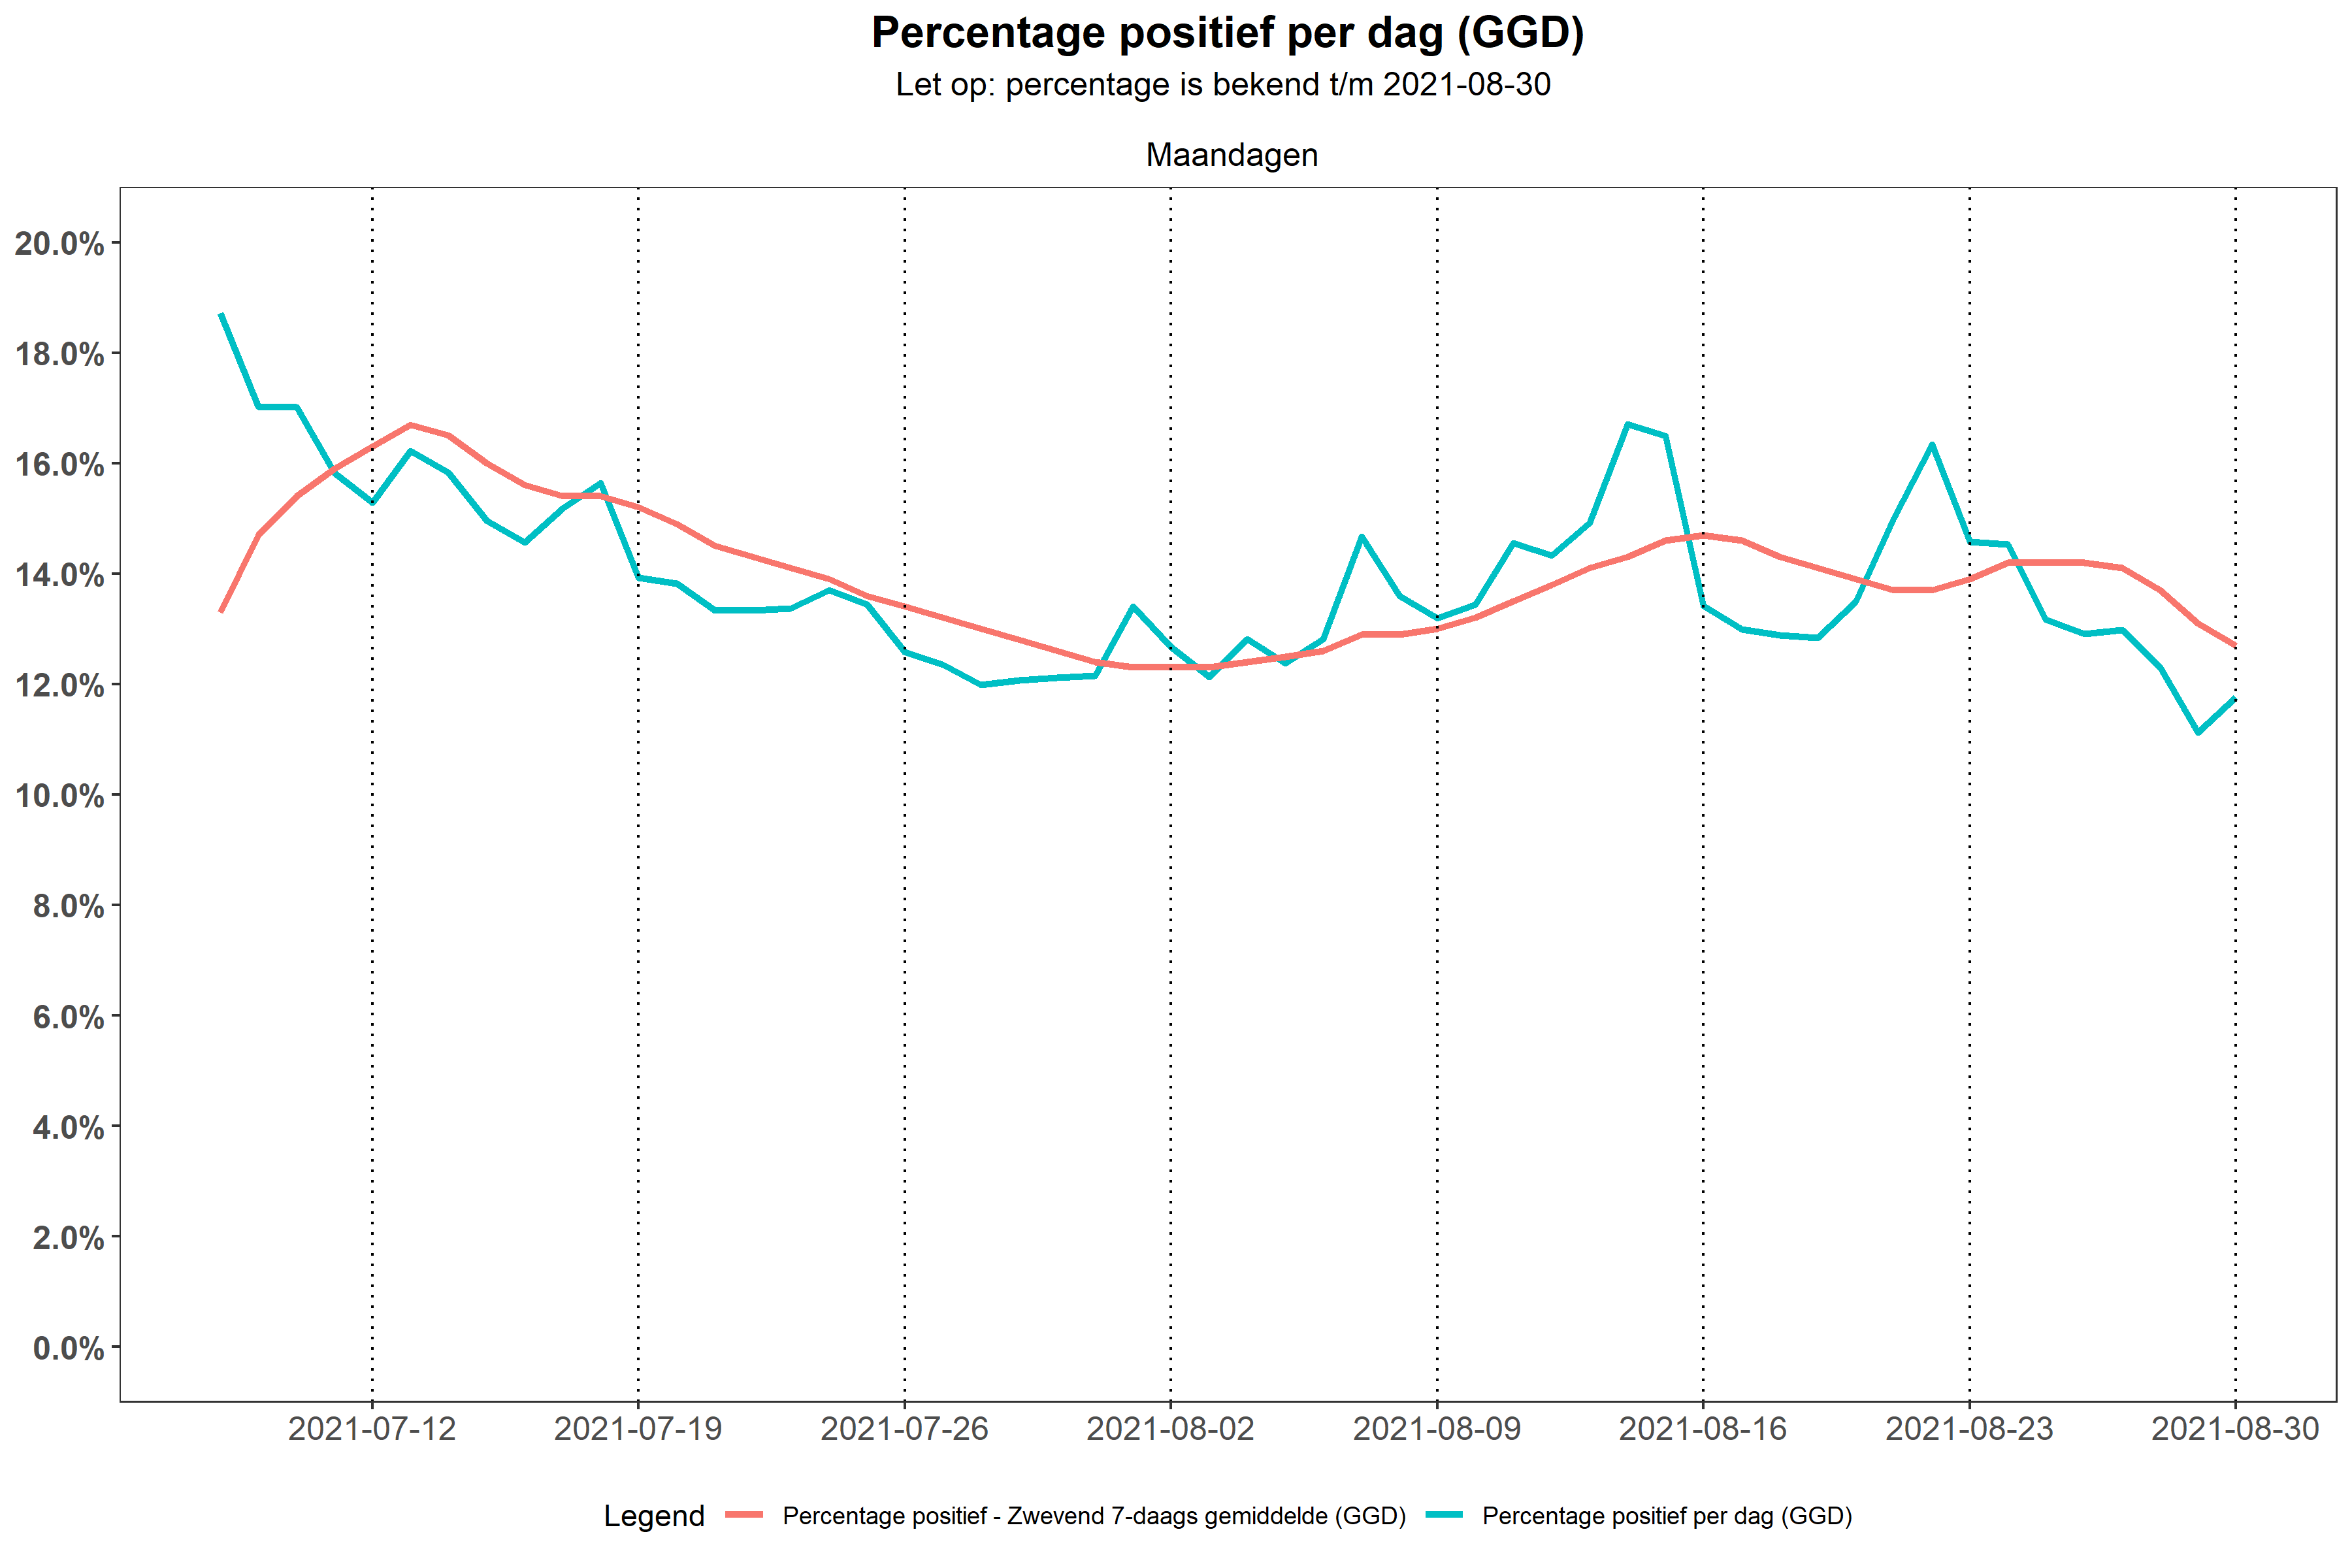 Percentage positief per dag (GGD)
Let op: percentage is bekend t/m 2021-08-30
Maandagen
20.0%
18.0%
16.0%
14.0%
12.0%
10.0%
8.0%
6.0%
4.0%
2.0%
0.0%
2021-07-12 2021-07-19 2021-07-26 2021-08-02 2021-08-09 2021-08-16 2021-08-23 2021-08-30
Legend Percentage positief - Zwevend 7-daags gemiddelde (GGD) Percentage positief per dag (GGD)